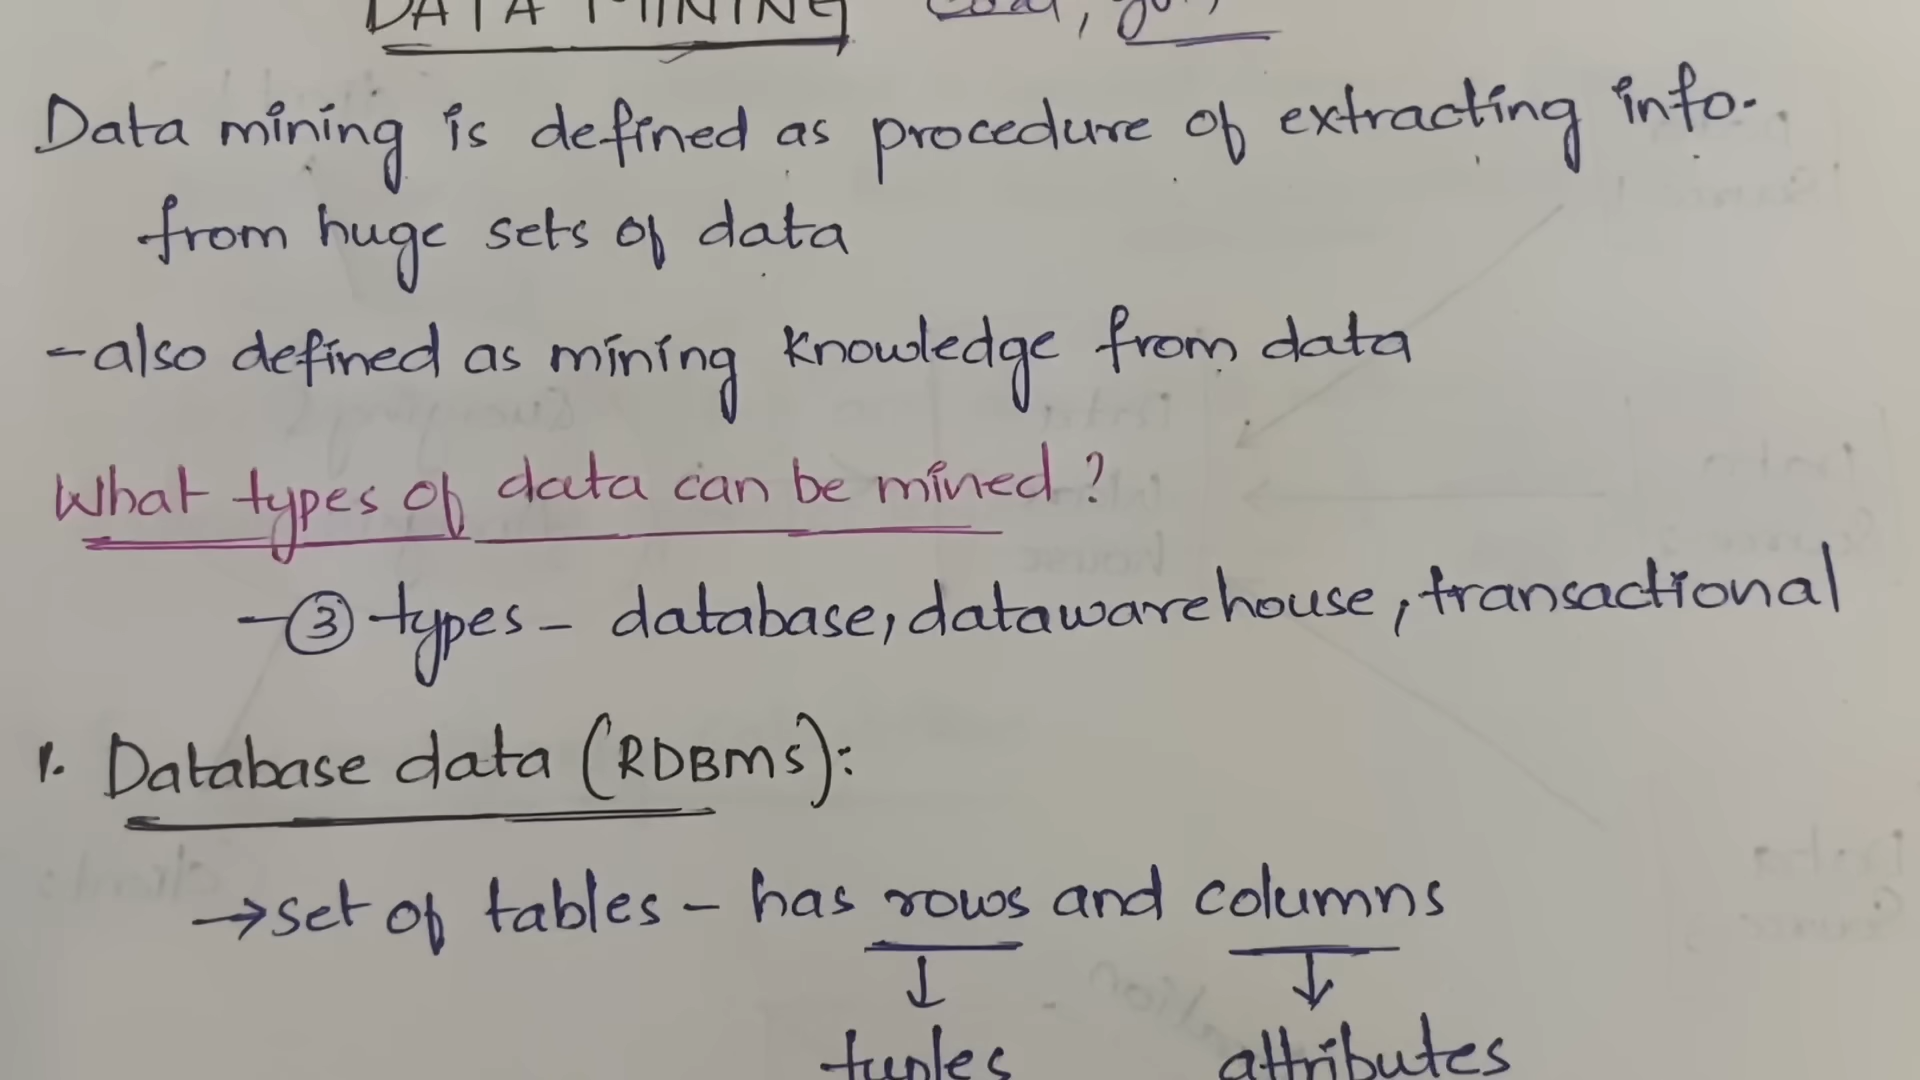 DATA MINING
Data mining is defined as procedure of extracting info.
from huge sets of data
- also defined as mining knowledge from data
What types of data can be mined?
- ③ types - database, datawarehouse, transactional
1. Database data (RDBMS):
→ set of tables - has rows and columns
↓ ↓
tuples attributes